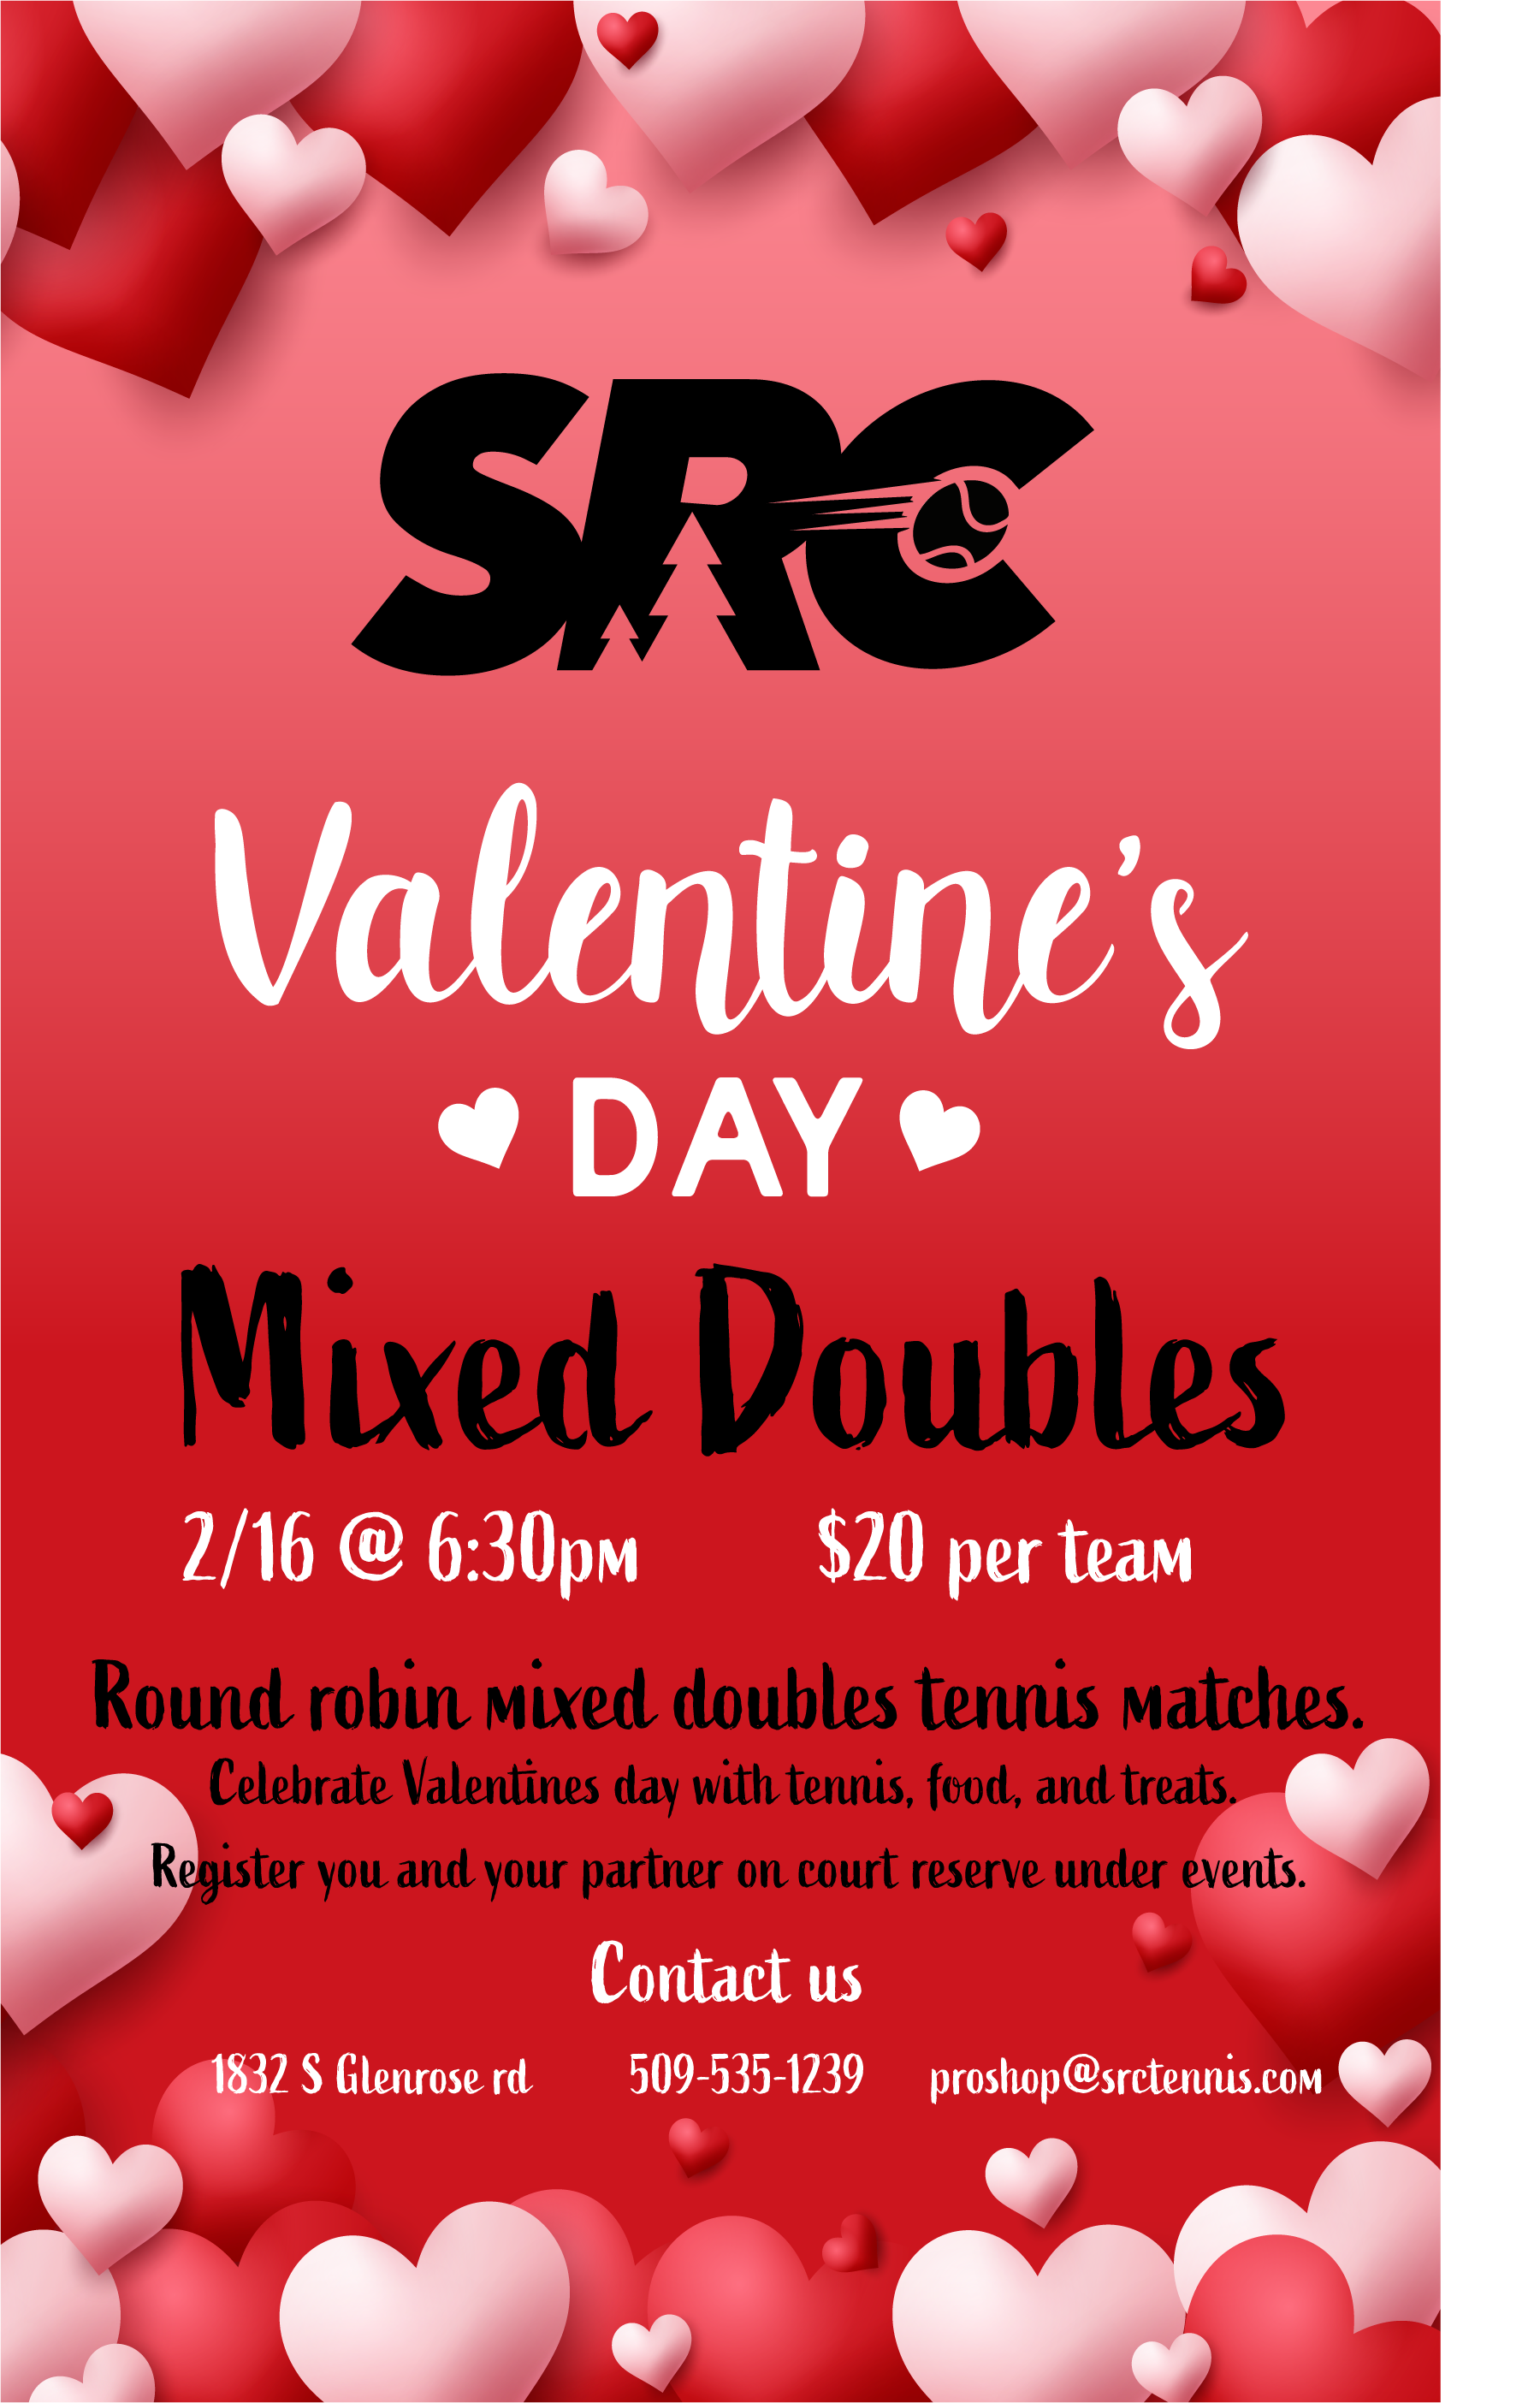 SRC
Valentine's
DAY
Mixed Doubles
2/16 @ 6:30pm $20 per team
Round robin mixed doubles tennis matches.
Celebrate Valentines day with tennis, food, and treats.
Register you and your partner on court reserve under events.
Contact us
1832 S Glenrose rd 509-535-1239 proshop@srctennis.com